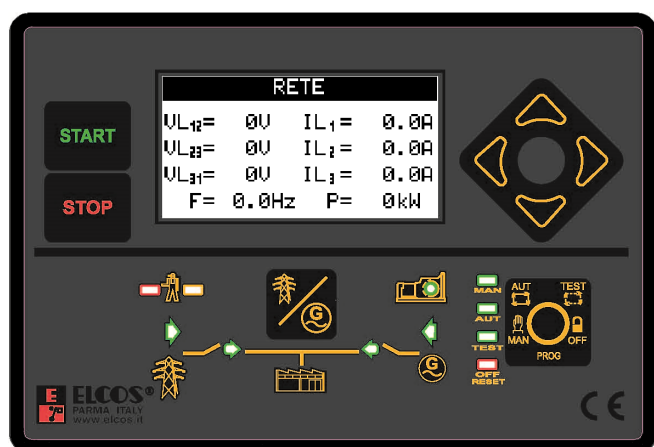 RETE
VL12= 0V IL1= 0.0A
VL23= 0V IL2= 0.0A
VL31= 0V IL3= 0.0A
F= 0.0Hz P= 0kW
START
STOP
G
G
MAN
AUT
TEST
OFF
RESET
AUT TEST
MAN OFF
PROG
E ELCOS®
PARMA ITALY
www.elcos.it
CE